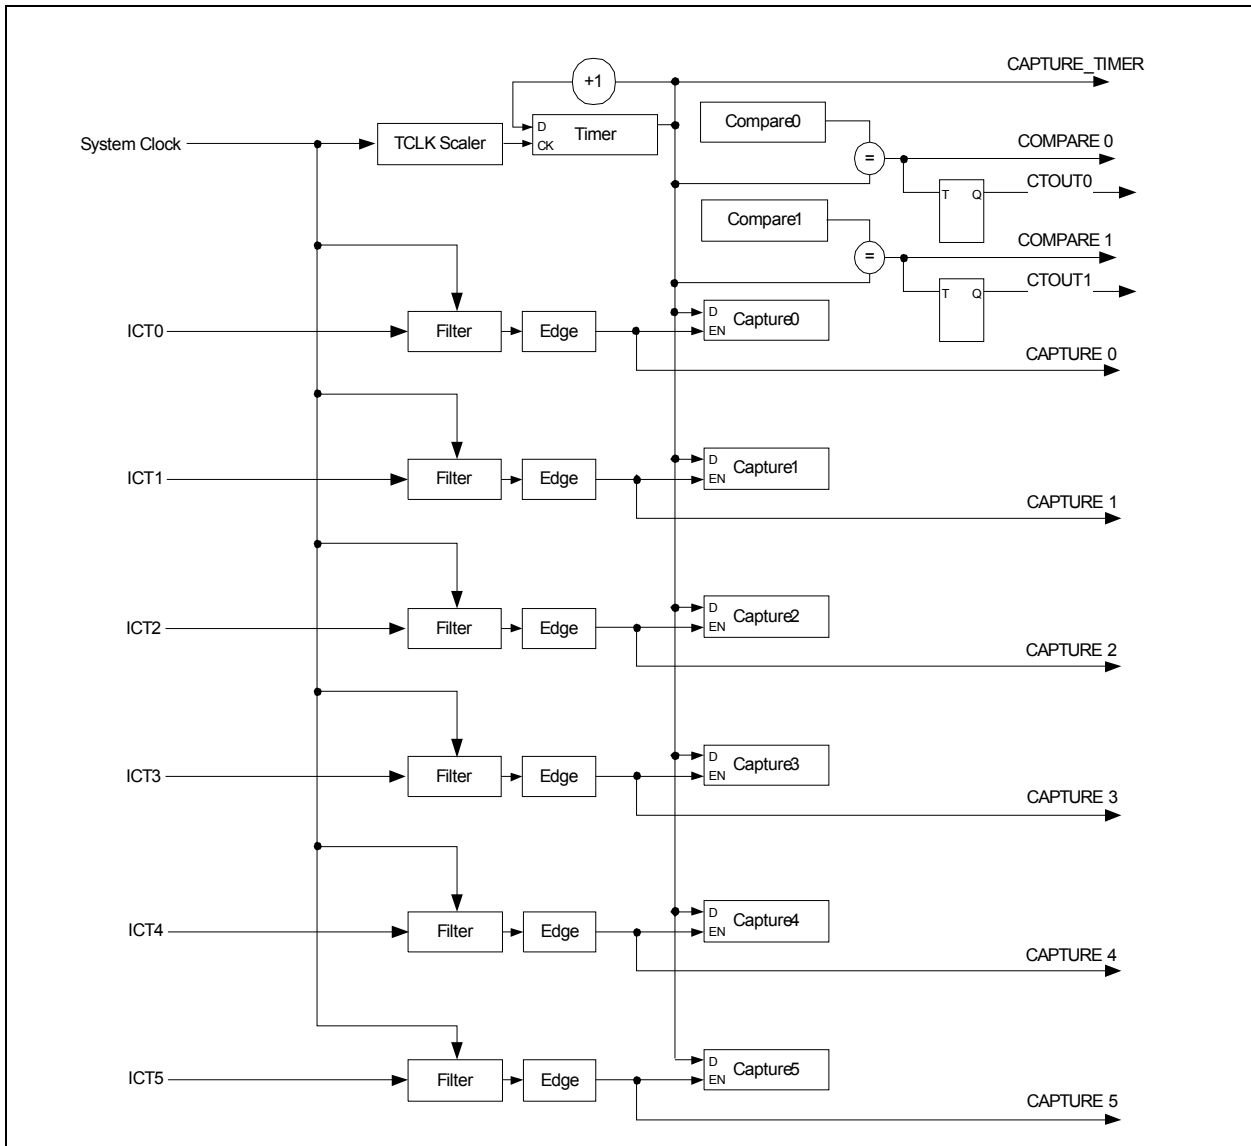 CAPTURE_TIMER
+1
D
CK
Timer
Compare0
System Clock
TCLK Scaler
=
COMPARE 0
T
Q
CTOUT0
Compare1
=
COMPARE 1
T
Q
CTOUT1
ICT0
Filter
Edge
D
EN
Capture0
CAPTURE 0
ICT1
Filter
Edge
D
EN
Capture1
CAPTURE 1
ICT2
Filter
Edge
D
EN
Capture2
CAPTURE 2
ICT3
Filter
Edge
D
EN
Capture3
CAPTURE 3
ICT4
Filter
Edge
D
EN
Capture4
CAPTURE 4
ICT5
Filter
Edge
D
EN
Capture5
CAPTURE 5